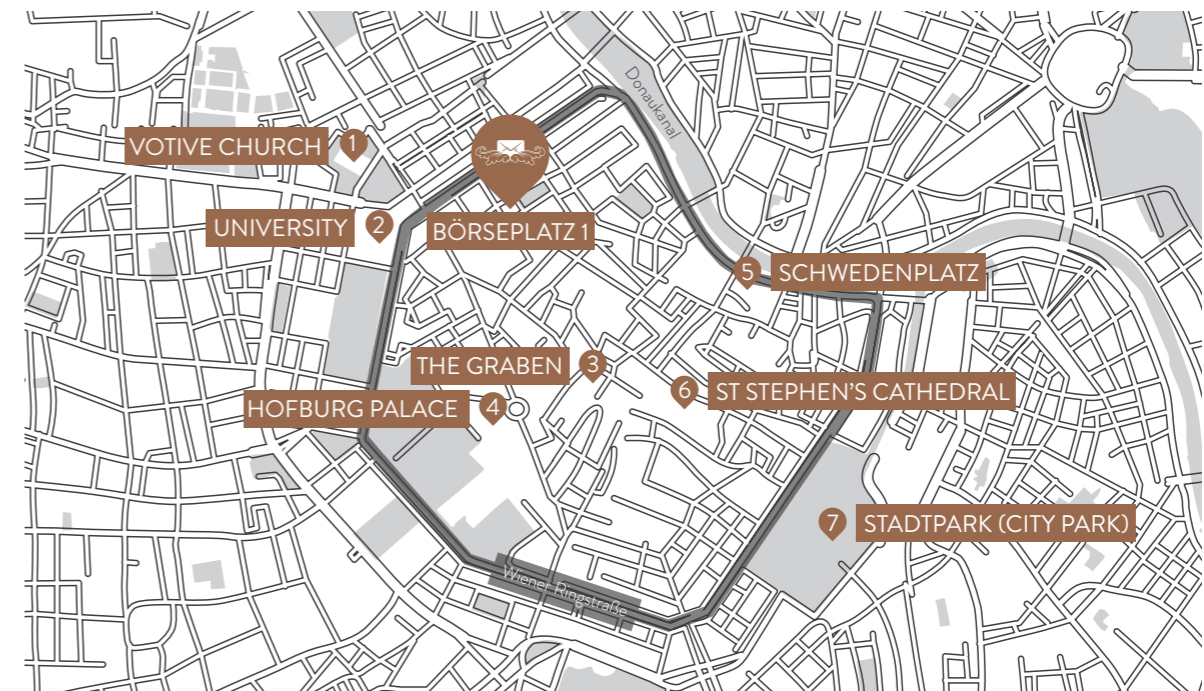 Donaukanal
VOTIVE CHURCH 1
UNIVERSITY 2
BÖRSEPLATZ 1
5 SCHWEDENPLATZ
THE GRABEN 3
HOFBURG PALACE 4
6 ST STEPHEN’S CATHEDRAL
7 STADTPARK (CITY PARK)
Wiener Ringstraße